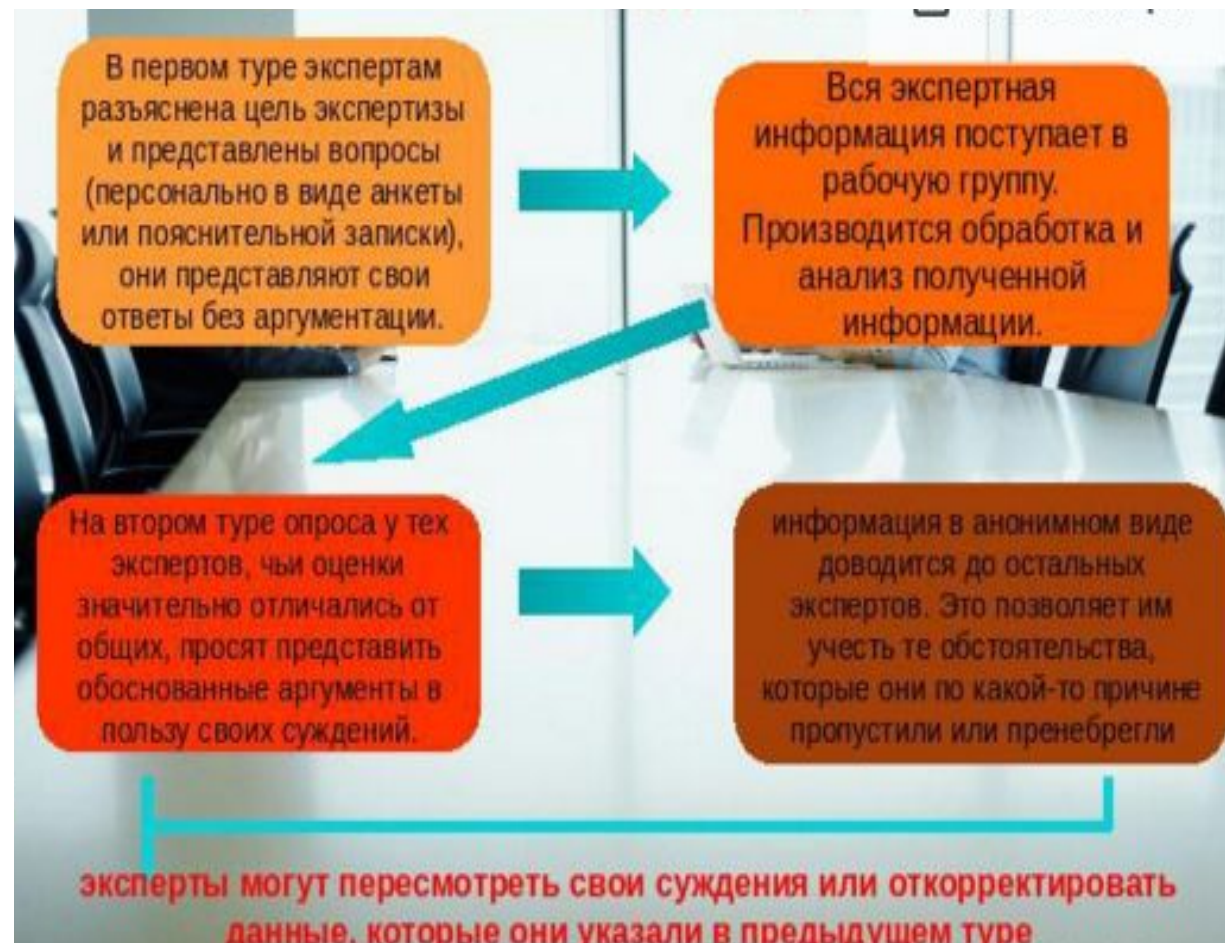 В первом туре экспертам
разъяснена цель экспертизы
и представлены вопросы
(персонально в виде анкеты
или пояснительной записки),
они представляют свои
ответы без аргументации.
Вся экспертная
информация поступает в
рабочую группу.
Производится обработка и
анализ полученной
информации.
На втором туре опроса у тех
экспертов, чьи оценки
значительно отличались от
общих, просят представить
обоснованные аргументы в
пользу своих суждений.
информация в анонимном виде
доводится до остальных
экспертов. Это позволяет им
учесть те обстоятельства,
которые они по какой-то причине
пропустили или пренебрегли
эксперты могут пересмотреть свои суждения или откорректировать
данные, которые они указали в предыдущем туре